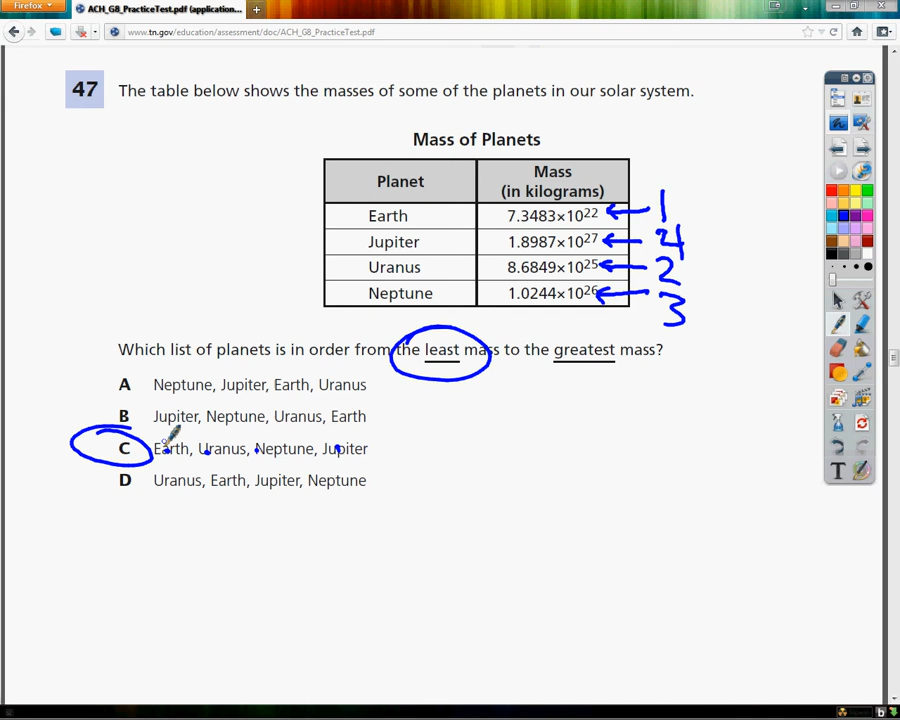 Firefox
ACH_G8_PracticeTest.pdf (application...
www.tn.gov/education/assessment/doc/ACH_G8_PracticeTest.pdf
47 The table below shows the masses of some of the planets in our solar system.
Mass of Planets
Planet Mass (in kilograms)
Earth 7.3483×10²² 1
Jupiter 1.8987×10²⁷ 4
Uranus 8.6849×10²⁵ 2
Neptune 1.0244×10²⁶ 3
Which list of planets is in order from the least mass to the greatest mass?
A Neptune, Jupiter, Earth, Uranus
B Jupiter, Neptune, Uranus, Earth
C Earth, Uranus, Neptune, Jupiter
D Uranus, Earth, Jupiter, Neptune
T